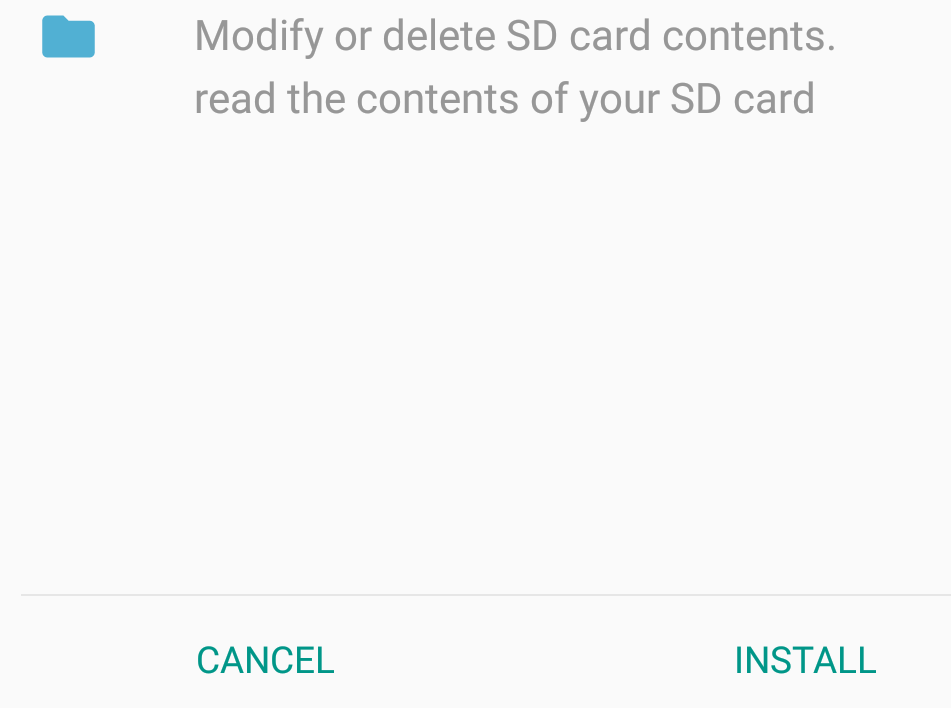 Modify or delete SD card contents.
read the contents of your SD card
CANCEL
INSTALL